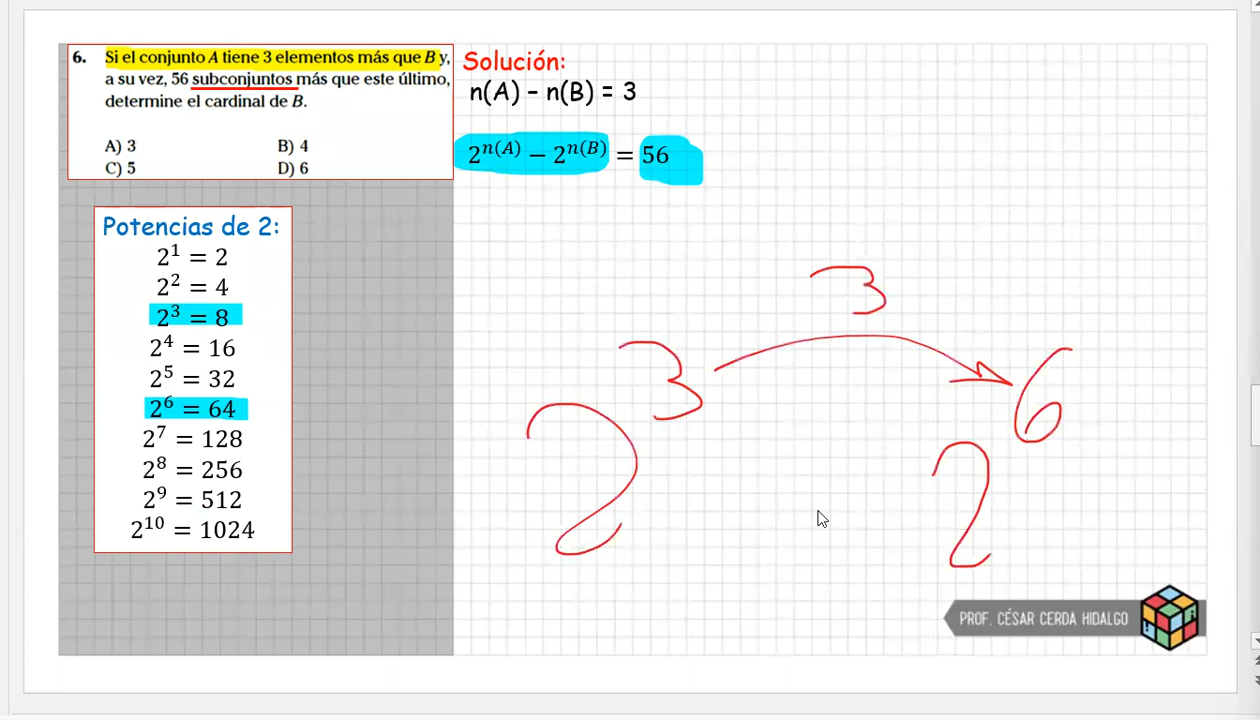 6. Si el conjunto A tiene 3 elementos más que B y,
a su vez, 56 subconjuntos más que este último,
determine el cardinal de B.
A) 3 B) 4
C) 5 D) 6
Solución:
n(A) – n(B) = 3
2^{n(A)} − 2^{n(B)} = 56
Potencias de 2:
2^1 = 2
2^2 = 4
2^3 = 8
2^4 = 16
2^5 = 32
2^6 = 64
2^7 = 128
2^8 = 256
2^9 = 512
2^{10} = 1024
3
2^3 2^6
PROF. CÉSAR CERDA HIDALGO